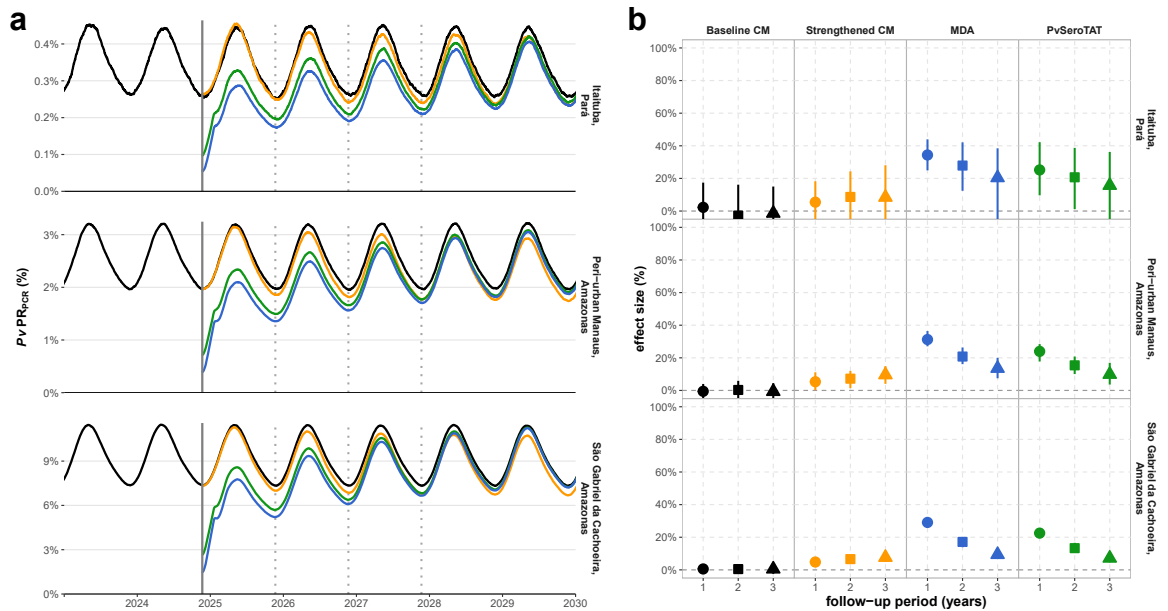 a
0.4%
0.3%
0.2%
0.1%
0.0%
Itaituba,
Pará
3%
2%
1%
0%
Peri−urban Manaus,
Amazonas
9%
6%
3%
0%
São Gabriel da Cachoeira,
Amazonas
Pv PRPCR (%)
2024
2025
2026
2027
2028
2029
2030
b
Baseline CM
Strengthened CM
MDA
PvSeroTAT
100%
80%
60%
40%
20%
0%
Itaituba,
Pará
100%
80%
60%
40%
20%
0%
Peri−urban Manaus,
Amazonas
100%
80%
60%
40%
20%
0%
São Gabriel da Cachoeira,
Amazonas
effect size (%)
1 2 3 1 2 3 1 2 3 1 2 3
follow−up period (years)